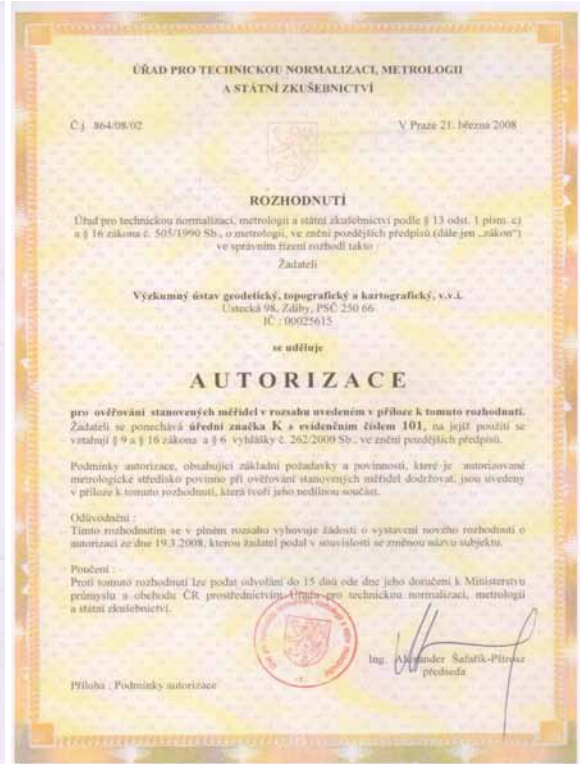 ÚŘAD PRO TECHNICKOU NORMALIZACI, METROLOGII
A STÁTNÍ ZKUŠEBNICTVÍ
Č.j. 864/08/02 V Praze 21. března 2008
ROZHODNUTÍ
Úřad pro technickou normalizaci, metrologii a státní zkušebnictví podle § 13 odst. 1 písm. c)
a § 16 zákona č. 505/1990 Sb., o metrologii, ve znění pozdějších předpisů (dále jen „zákon")
ve správním řízení rozhodl takto :
Žadateli
Výzkumný ústav geodetický, topografický a kartografický, v.v.i.
Ústecká 98, Zdiby, PSČ 250 66
IČ : 00025615
se uděluje
AUTORIZACE
pro ověřování stanovených měřidel v rozsahu uvedeném v příloze k tomuto rozhodnutí.
Žadateli se ponechává úřední značka K s evidenčním číslem 101, na jejíž použití se
vztahují § 9 a § 16 zákona a § 6 vyhlášky č. 262/2000 Sb., ve znění pozdějších předpisů.
Podmínky autorizace, obsahující základní požadavky a povinnosti, které je autorizované
metrologické středisko povinno při ověřování stanovených měřidel dodržovat, jsou uvedeny
v příloze k tomuto rozhodnutí, která tvoří jeho nedílnou součást.
Odůvodnění :
Tímto rozhodnutím se v plném rozsahu vyhovuje žádosti o vystavení nového rozhodnutí o
autorizaci ze dne 19.3.2008, kterou žadatel podal v souvislosti se změnou názvu subjektu.
Poučení :
Proti tomuto rozhodnutí lze podat odvolání do 15 dnů ode dne jeho doručení k Ministerstvu
průmyslu a obchodu ČR prostřednictvím Úřadu pro technickou normalizaci, metrologii
a státní zkušebnictví.
Ing. Alexander Šafařík-Pštrosz
předseda
Příloha : Podmínky autorizace